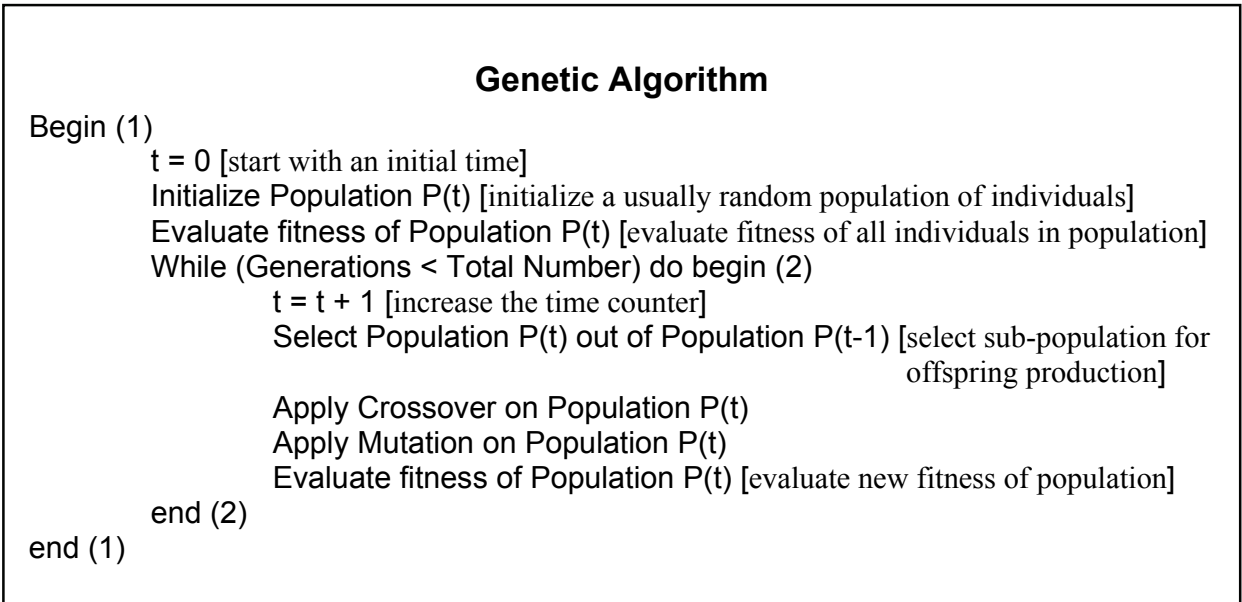 Genetic Algorithm
Begin (1)
t = 0 [start with an initial time]
Initialize Population P(t) [initialize a usually random population of individuals]
Evaluate fitness of Population P(t) [evaluate fitness of all individuals in population]
While (Generations < Total Number) do begin (2)
t = t + 1 [increase the time counter]
Select Population P(t) out of Population P(t-1) [select sub-population for
offspring production]
Apply Crossover on Population P(t)
Apply Mutation on Population P(t)
Evaluate fitness of Population P(t) [evaluate new fitness of population]
end (2)
end (1)